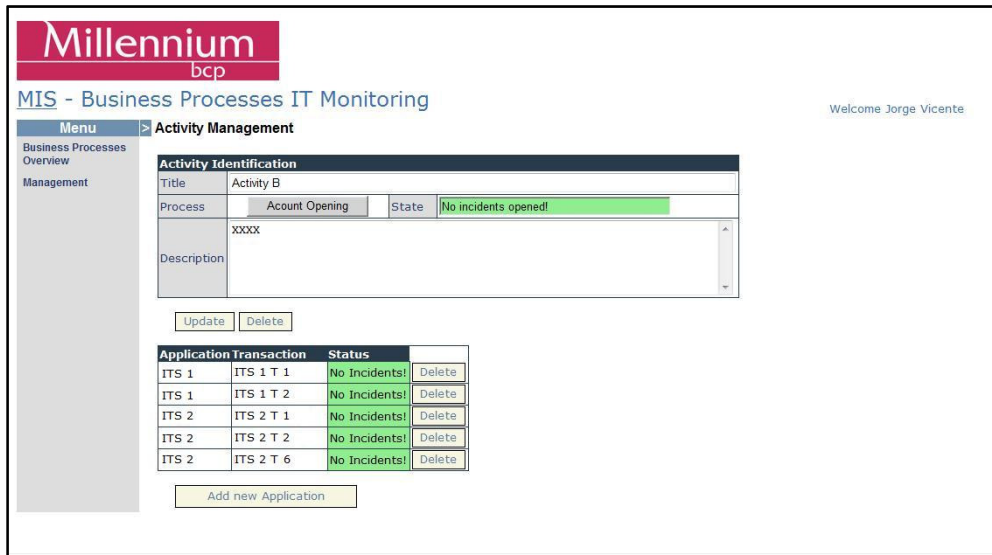 Millennium
bcp
MIS - Business Processes IT Monitoring
Welcome Jorge Vicente
Menu > Activity Management
Business Processes
Overview
Management
Activity Identification
Title Activity B
Process Acount Opening State No incidents opened!
Description xxxx
Update Delete
Application Transaction Status
ITS 1 ITS 1 T 1 No Incidents! Delete
ITS 1 ITS 1 T 2 No Incidents! Delete
ITS 2 ITS 2 T 1 No Incidents! Delete
ITS 2 ITS 2 T 2 No Incidents! Delete
ITS 2 ITS 2 T 6 No Incidents! Delete
Add new Application